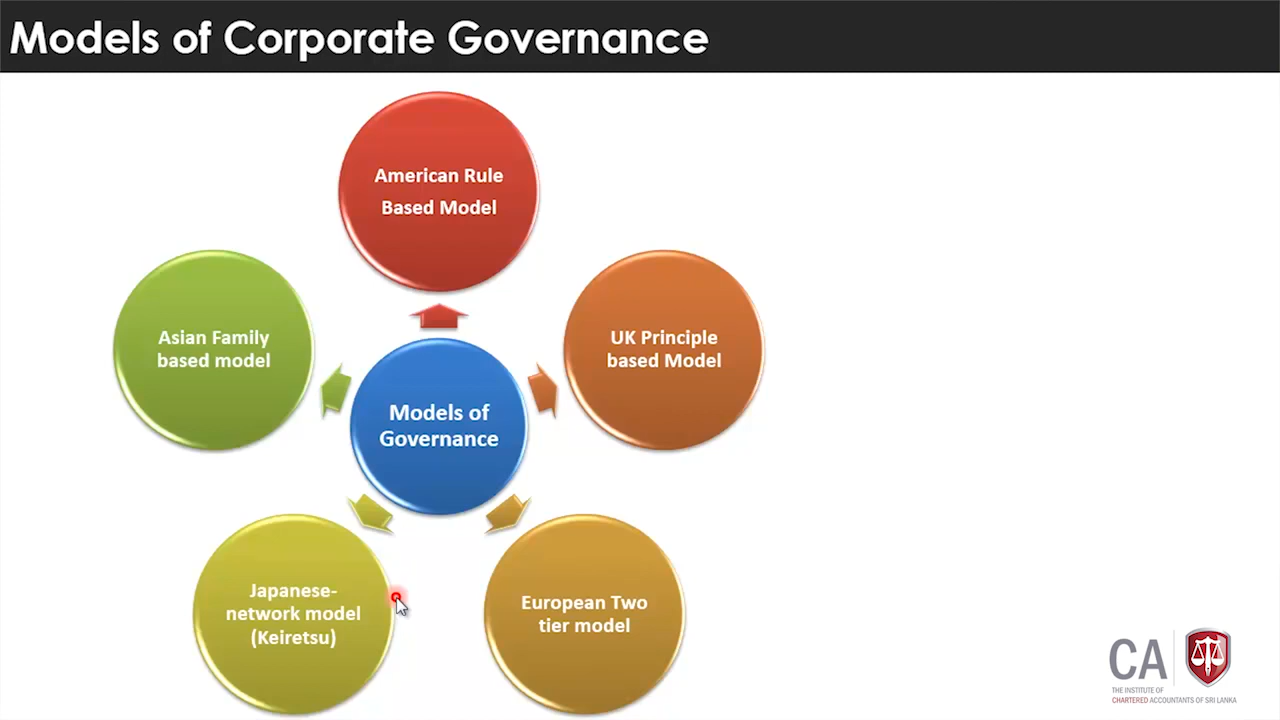 Models of Corporate Governance
American Rule
Based Model
Asian Family
based model
UK Principle
based Model
Models of
Governance
Japanese-
network model
(Keiretsu)
European Two
tier model
CA
THE INSTITUTE OF
CHARTERED ACCOUNTANTS OF SRI LANKA